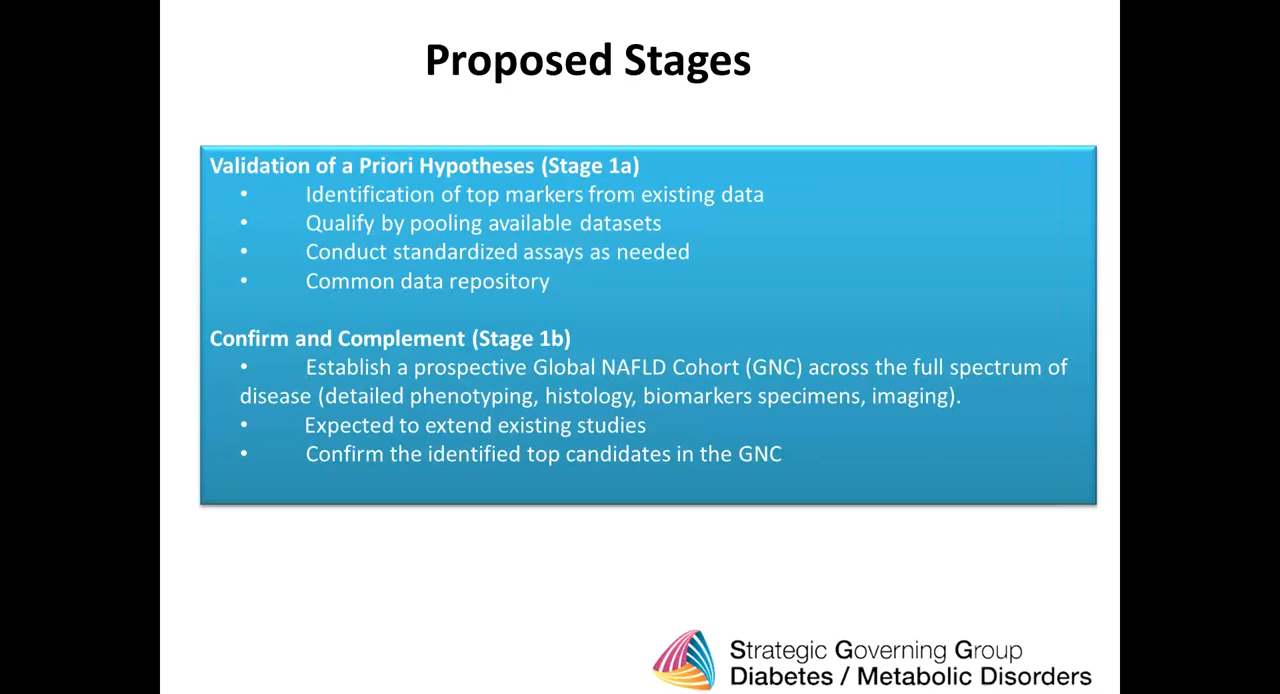 Proposed Stages
Validation of a Priori Hypotheses (Stage 1a)
• Identification of top markers from existing data
• Qualify by pooling available datasets
• Conduct standardized assays as needed
• Common data repository
Confirm and Complement (Stage 1b)
• Establish a prospective Global NAFLD Cohort (GNC) across the full spectrum of
disease (detailed phenotyping, histology, biomarkers specimens, imaging).
• Expected to extend existing studies
• Confirm the identified top candidates in the GNC
Strategic Governing Group
Diabetes / Metabolic Disorders